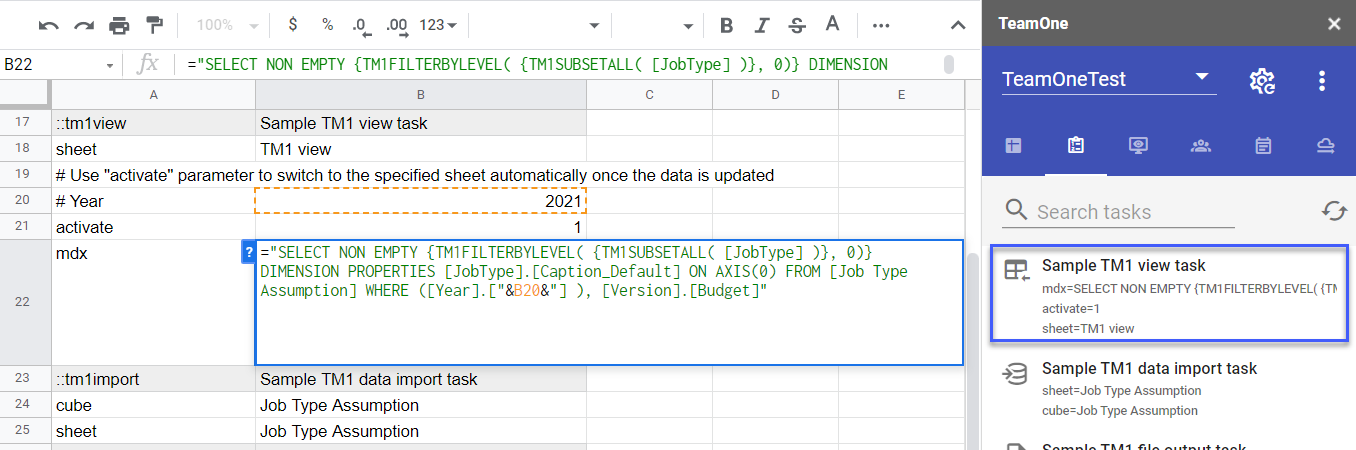 100% $ % .0 .00 123
B22 fx ="SELECT NON EMPTY {TM1FILTERBYLEVEL( {TM1SUBSETALL( [JobType] )}, 0)} DIMENSION
A B C D E
17 ::tm1view Sample TM1 view task
18 sheet TM1 view
19 # Use "activate" parameter to switch to the specified sheet automatically once the data is updated
20 # Year 2021
21 activate 1
22 mdx ? ="SELECT NON EMPTY {TM1FILTERBYLEVEL( {TM1SUBSETALL( [JobType] )}, 0)}
DIMENSION PROPERTIES [JobType].[Caption_Default] ON AXIS(0) FROM [Job Type
Assumption] WHERE ([Year].["&B20&"] ), [Version].[Budget]"
23 ::tm1import Sample TM1 data import task
24 cube Job Type Assumption
25 sheet Job Type Assumption
TeamOne
TeamOneTest
Search tasks
Sample TM1 view task
mdx=SELECT NON EMPTY {TM1FILTERBYLEVEL( {TM
activate=1
sheet=TM1 view
Sample TM1 data import task
sheet=Job Type Assumption
cube=Job Type Assumption
Sample TM1 file output task